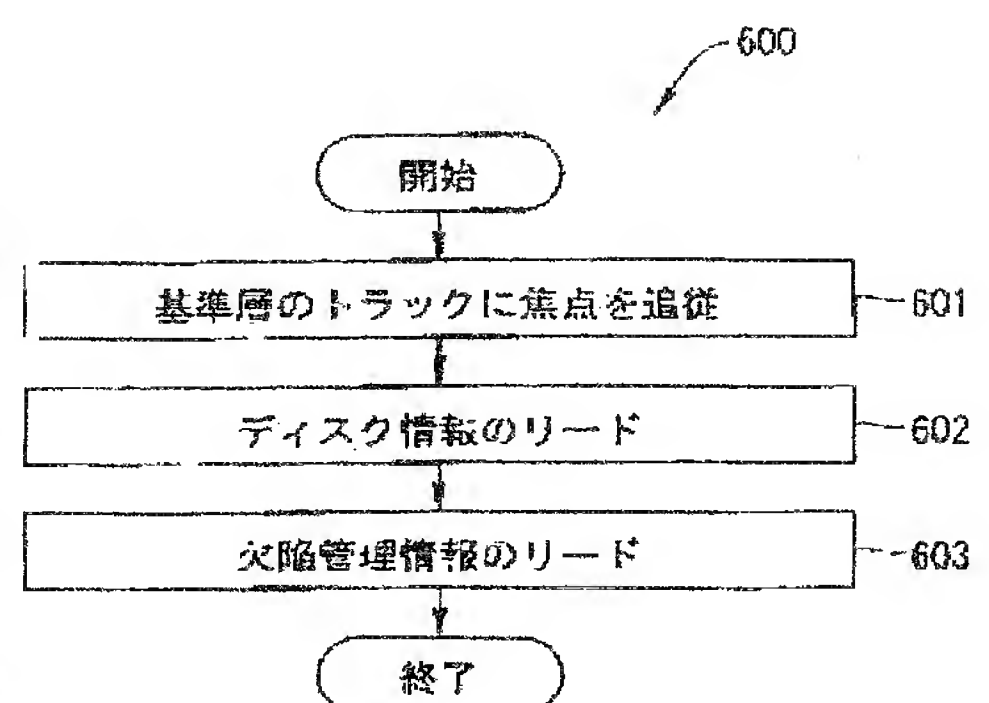 600
開始
基準層のトラックに焦点を追従
601
ディスク情報のリード
602
欠陥管理情報のリード
603
終了